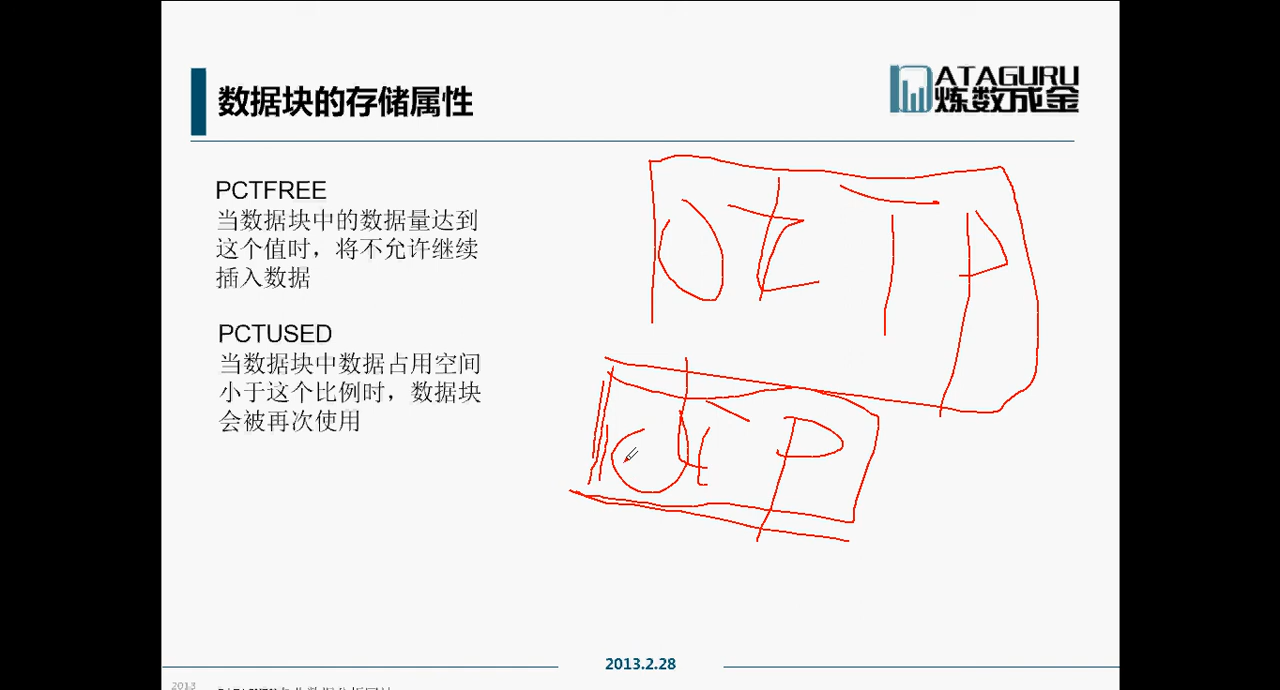 数据块的存储属性
ATAGURU
炼数成金
PCTFREE
当数据块中的数据量达到
这个值时，将不允许继续
插入数据
PCTUSED
当数据块中数据占用空间
小于这个比例时，数据块
会被再次使用
2013.2.28
2013